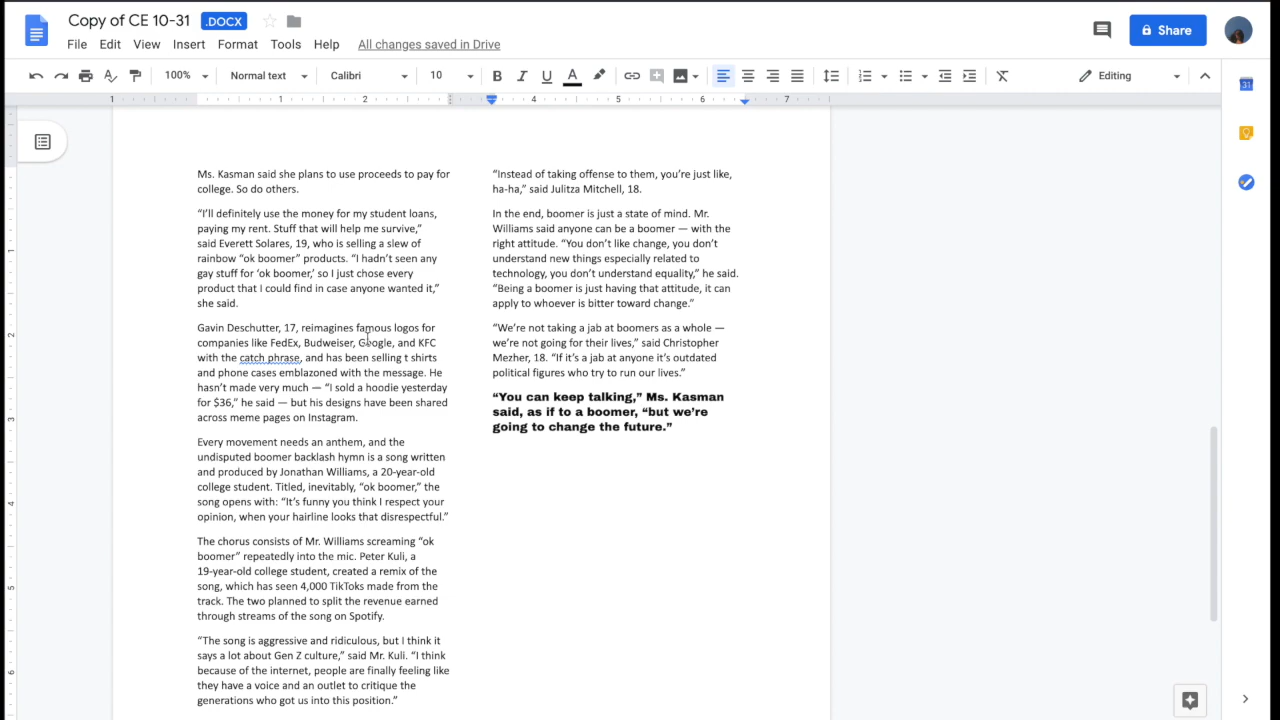 Copy of CE 10-31 .DOCX
File Edit View Insert Format Tools Help All changes saved in Drive
Share
100% Normal text Calibri 10 B I U A Editing
1 1 2 4 5 6 7
31
Ms. Kasman said she plans to use proceeds to pay for
college. So do others.
“I’ll definitely use the money for my student loans,
paying my rent. Stuff that will help me survive,”
said Everett Solares, 19, who is selling a slew of
rainbow “ok boomer” products. “I hadn’t seen any
gay stuff for ‘ok boomer,’ so I just chose every
product that I could find in case anyone wanted it,”
she said.
Gavin Deschutter, 17, reimagines famous logos for
companies like FedEx, Budweiser, Google, and KFC
with the catch phrase, and has been selling t shirts
and phone cases emblazoned with the message. He
hasn’t made very much — “I sold a hoodie yesterday
for $36,” he said — but his designs have been shared
across meme pages on Instagram.
Every movement needs an anthem, and the
undisputed boomer backlash hymn is a song written
and produced by Jonathan Williams, a 20-year-old
college student. Titled, inevitably, “ok boomer,” the
song opens with: “It’s funny you think I respect your
opinion, when your hairline looks that disrespectful.”
The chorus consists of Mr. Williams screaming “ok
boomer” repeatedly into the mic. Peter Kuli, a
19-year-old college student, created a remix of the
song, which has seen 4,000 TikToks made from the
track. The two planned to split the revenue earned
through streams of the song on Spotify.
“The song is aggressive and ridiculous, but I think it
says a lot about Gen Z culture,” said Mr. Kuli. “I think
because of the internet, people are finally feeling like
they have a voice and an outlet to critique the
generations who got us into this position.”
“Instead of taking offense to them, you’re just like,
ha-ha,” said Julitza Mitchell, 18.
In the end, boomer is just a state of mind. Mr.
Williams said anyone can be a boomer — with the
right attitude. “You don’t like change, you don’t
understand new things especially related to
technology, you don’t understand equality,” he said.
“Being a boomer is just having that attitude, it can
apply to whoever is bitter toward change.”
“We’re not taking a jab at boomers as a whole —
we’re not going for their lives,” said Christopher
Mezher, 18. “If it’s a jab at anyone it’s outdated
political figures who try to run our lives.”
“You can keep talking,” Ms. Kasman
said, as if to a boomer, “but we’re
going to change the future.”
1
2
3
4
5
6